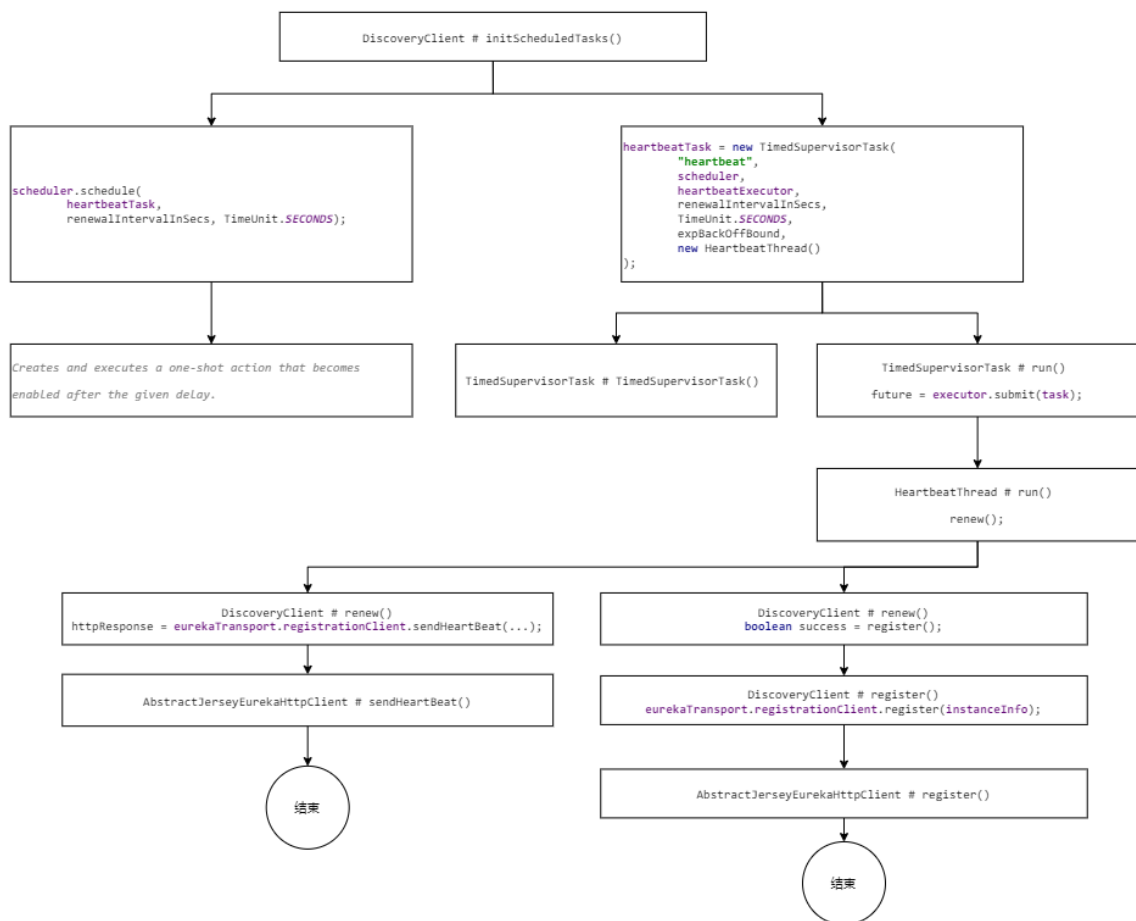 DiscoveryClient # initScheduledTasks()
scheduler.schedule(
heartbeatTask,
renewalIntervalInSecs, TimeUnit.SECONDS);
heartbeatTask = new TimedSupervisorTask(
"heartbeat",
scheduler,
heartbeatExecutor,
renewalIntervalInSecs,
TimeUnit.SECONDS,
expBackOffBound,
new HeartbeatThread()
);
Creates and executes a one-shot action that becomes
enabled after the given delay.
TimedSupervisorTask # TimedSupervisorTask()
TimedSupervisorTask # run()
future = executor.submit(task);
HeartbeatThread # run()
renew();
DiscoveryClient # renew()
httpResponse = eurekaTransport.registrationClient.sendHeartBeat(...);
DiscoveryClient # renew()
boolean success = register();
AbstractJerseyEurekaHttpClient # sendHeartBeat()
DiscoveryClient # register()
eurekaTransport.registrationClient.register(instanceInfo);
结束
AbstractJerseyEurekaHttpClient # register()
结束